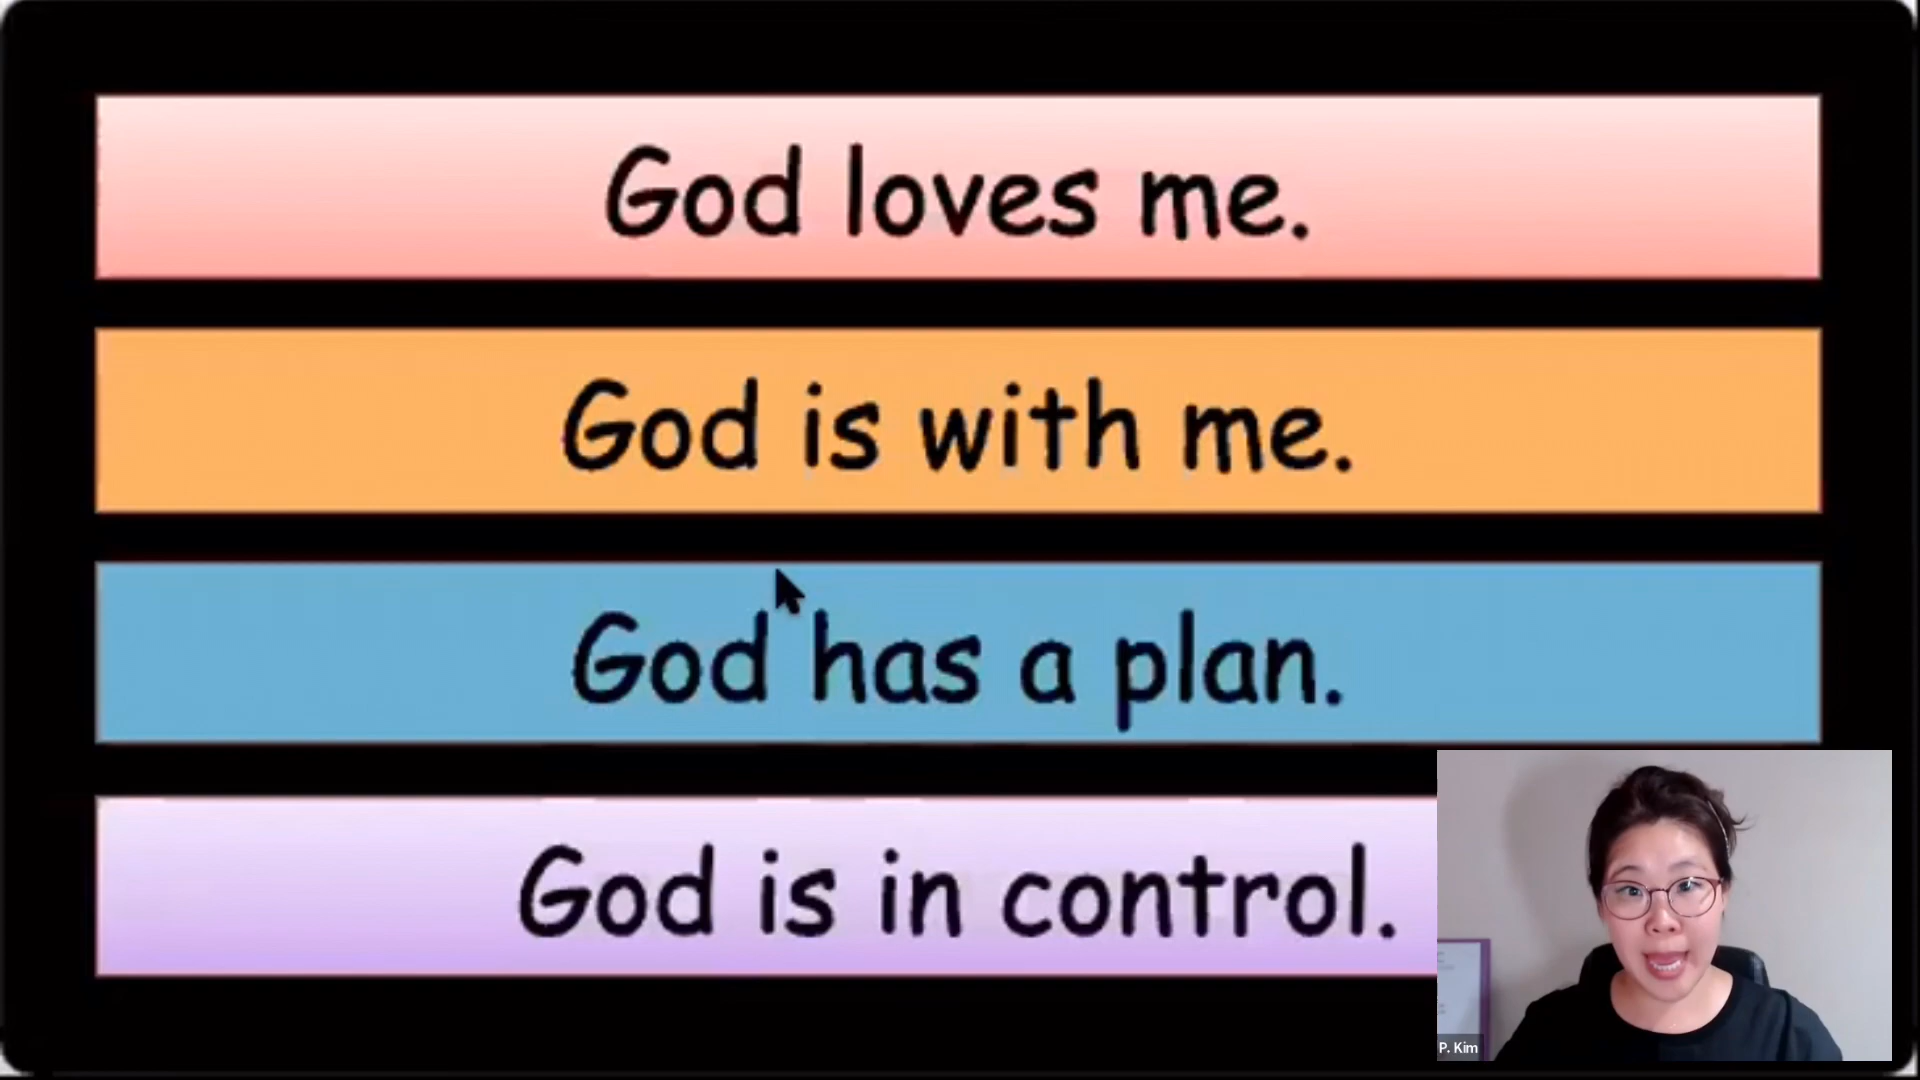 God loves me.
God is with me.
God has a plan.
God is in control.
P. Kim